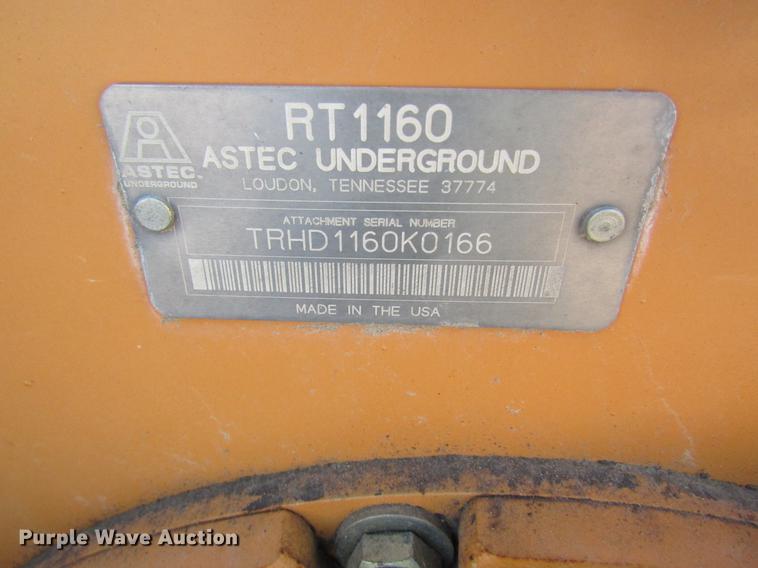 RT1160
ASTEC UNDERGROUND
LOUDON, TENNESSEE 37774
ASTEC
UNDERGROUND
ATTACHMENT SERIAL NUMBER
TRHD1160K0166
MADE IN THE USA
Purple Wave Auction